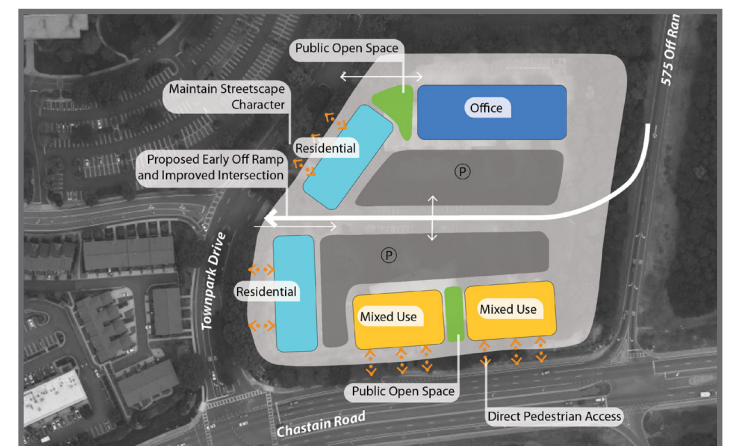 Public Open Space
575 Off Ran
Maintain Streetscape
Character
Office
Residential
Proposed Early Off Ramp
and Improved Intersection
P
Townpark Drive
P
Residential
Mixed Use
Mixed Use
Public Open Space
Direct Pedestrian Access
Chastain Road